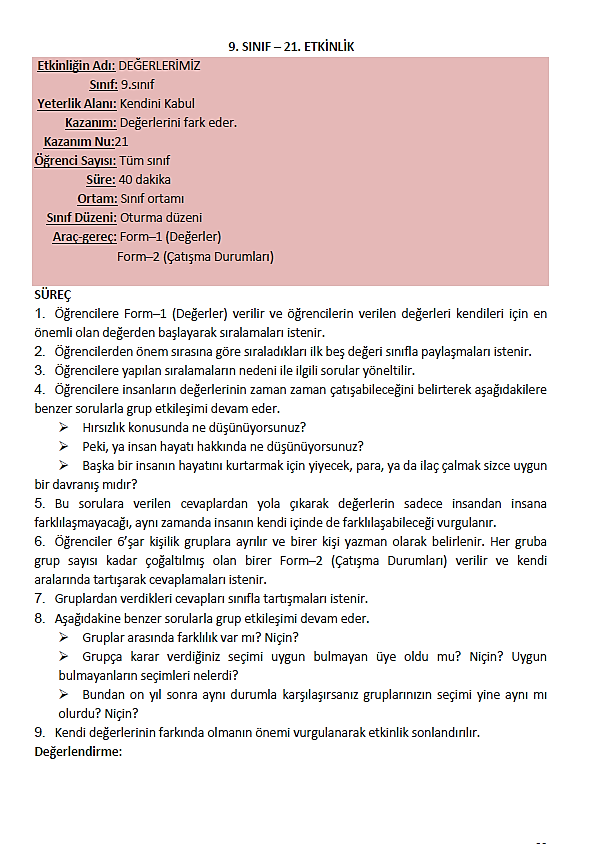 9. SINIF – 21. ETKİNLİK
Etkinliğin Adı: DEĞERLERİMİZ
Sınıf: 9.sınıf
Yeterlik Alanı: Kendini Kabul
Kazanım: Değerlerini fark eder.
Kazanım Nu:21
Öğrenci Sayısı: Tüm sınıf
Süre: 40 dakika
Ortam: Sınıf ortamı
Sınıf Düzeni: Oturma düzeni
Araç-gereç: Form–1 (Değerler)
Form–2 (Çatışma Durumları)
SÜREÇ
1. Öğrencilere Form–1 (Değerler) verilir ve öğrencilerin verilen değerleri kendileri için en
önemli olan değerden başlayarak sıralamaları istenir.
2. Öğrencilerden önem sırasına göre sıraladıkları ilk beş değeri sınıfla paylaşmaları istenir.
3. Öğrencilere yapılan sıralamaların nedeni ile ilgili sorular yöneltilir.
4. Öğrencilere insanların değerlerinin zaman zaman çatışabileceğini belirterek aşağıdakilere
benzer sorularla grup etkileşimi devam eder.
➢ Hırsızlık konusunda ne düşünüyorsunuz?
➢ Peki, ya insan hayatı hakkında ne düşünüyorsunuz?
➢ Başka bir insanın hayatını kurtarmak için yiyecek, para, ya da ilaç çalmak sizce uygun
bir davranış mıdır?
5. Bu sorulara verilen cevaplardan yola çıkarak değerlerin sadece insandan insana
farklılaşmayacağı, aynı zamanda insanın kendi içinde de farklılaşabileceği vurgulanır.
6. Öğrenciler 6’şar kişilik gruplara ayrılır ve birer kişi yazman olarak belirlenir. Her gruba
grup sayısı kadar çoğaltılmış olan birer Form–2 (Çatışma Durumları) verilir ve kendi
aralarında tartışarak cevaplamaları istenir.
7. Gruplardan verdikleri cevapları sınıfla tartışmaları istenir.
8. Aşağıdakine benzer sorularla grup etkileşimi devam eder.
➢ Gruplar arasında farklılık var mı? Niçin?
➢ Grupça karar verdiğiniz seçimi uygun bulmayan üye oldu mu? Niçin? Uygun
bulmayanların seçimleri nelerdi?
➢ Bundan on yıl sonra aynı durumla karşılaşırsanız gruplarınızın seçimi yine aynı mı
olurdu? Niçin?
9. Kendi değerlerinin farkında olmanın önemi vurgulanarak etkinlik sonlandırılır.
Değerlendirme: